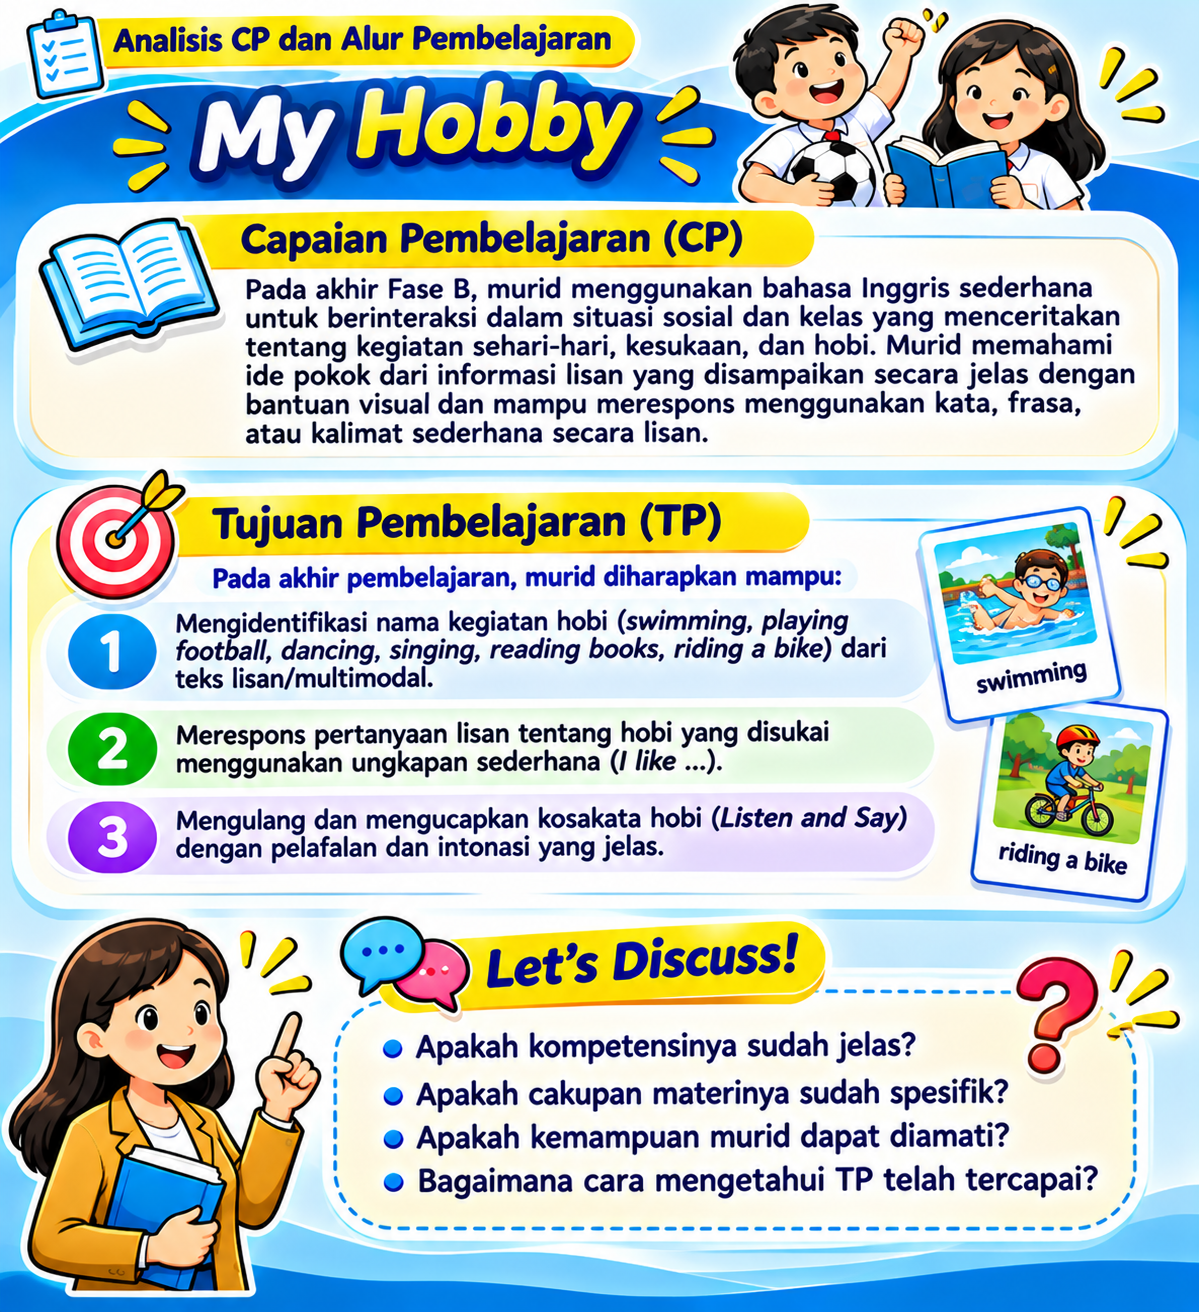 Analisis CP dan Alur Pembelajaran
My Hobby
Capaian Pembelajaran (CP)
Pada akhir Fase B, murid menggunakan bahasa Inggris sederhana
untuk berinteraksi dalam situasi sosial dan kelas yang menceritakan
tentang kegiatan sehari-hari, kesukaan, dan hobi. Murid memahami
ide pokok dari informasi lisan yang disampaikan secara jelas dengan
bantuan visual dan mampu merespons menggunakan kata, frasa,
atau kalimat sederhana secara lisan.
Tujuan Pembelajaran (TP)
Pada akhir pembelajaran, murid diharapkan mampu:
1
Mengidentifikasi nama kegiatan hobi (swimming, playing
football, dancing, singing, reading books, riding a bike) dari
teks lisan/multimodal.
2
Merespons pertanyaan lisan tentang hobi yang disukai
menggunakan ungkapan sederhana (I like ...).
3
Mengulang dan mengucapkan kosakata hobi (Listen and Say)
dengan pelafalan dan intonasi yang jelas.
swimming
riding a bike
Let's Discuss!
Apakah kompetensinya sudah jelas?
Apakah cakupan materinya sudah spesifik?
Apakah kemampuan murid dapat diamati?
Bagaimana cara mengetahui TP telah tercapai?